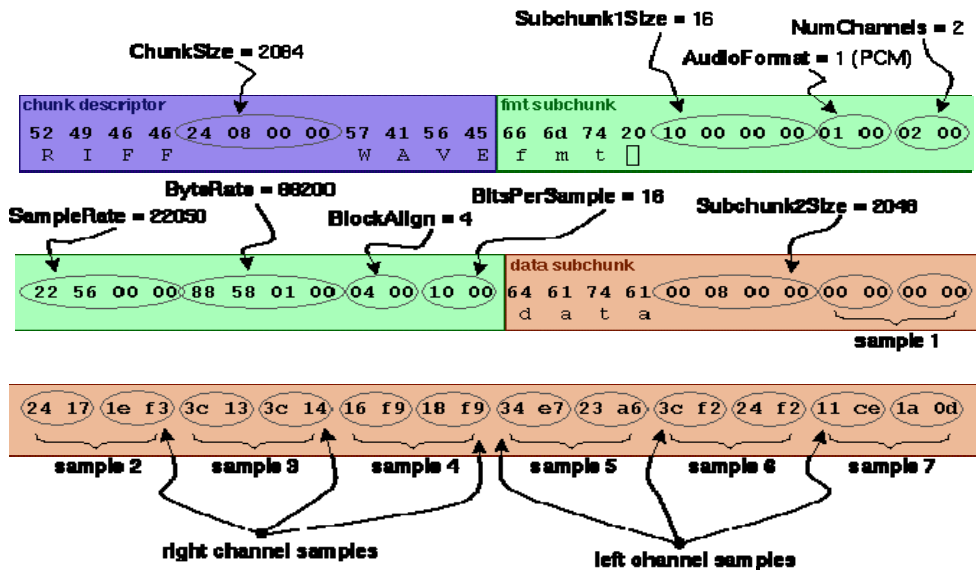 Subchunk1Size = 16
NumChannels = 2
ChunkSize = 2084
AudioFormat = 1 (PCM)
chunk descriptor
fmt subchunk
52 49 46 46 24 08 00 00 57 41 56 45 66 6d 74 20 10 00 00 00 01 00 02 00
R I F F W A V E f m t
ByteRate = 88200
BitsPerSample = 16
SampleRate = 22050
BlockAlign = 4
Subchunk2Size = 2048
data subchunk
22 56 00 00 88 58 01 00 04 00 10 00 64 61 74 61 00 08 00 00 00 00 00 00
d a t a
sample 1
24 17 1e f3 3c 13 3c 14 16 f9 18 f9 34 e7 23 a6 3c f2 24 f2 11 ce 1a 0d
sample 2 sample 3 sample 4 sample 5 sample 6 sample 7
right channel samples
left channel samples